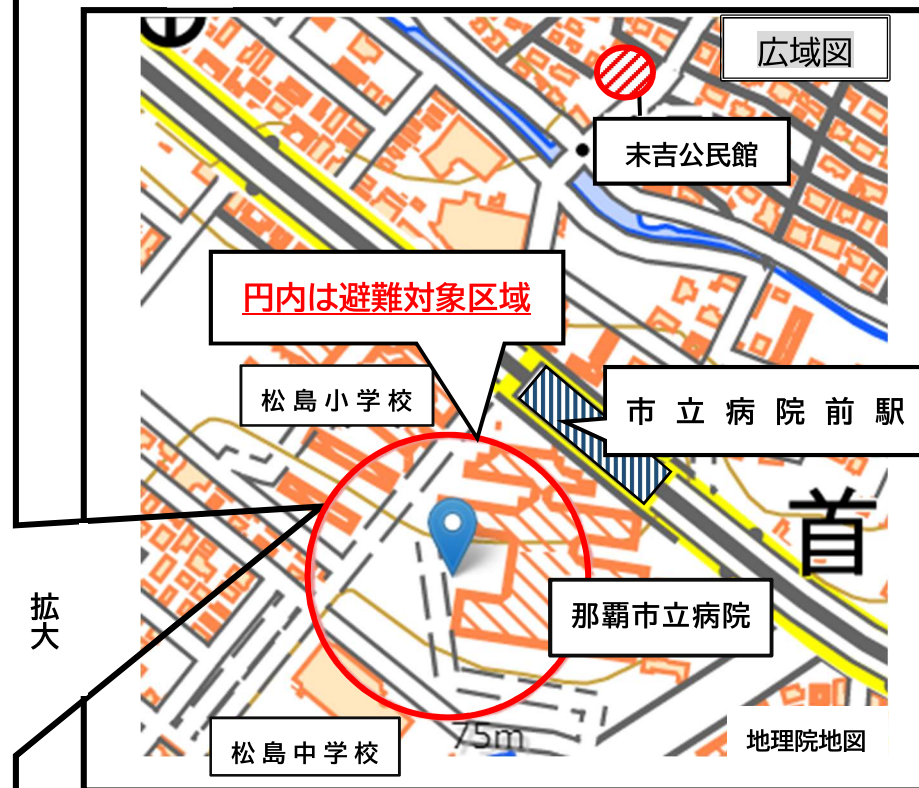 広域図
末吉公民館
円内は避難対象区域
松島小学校
市立病院前駅
首
拡大
那覇市立病院
松島中学校
75m
地理院地図